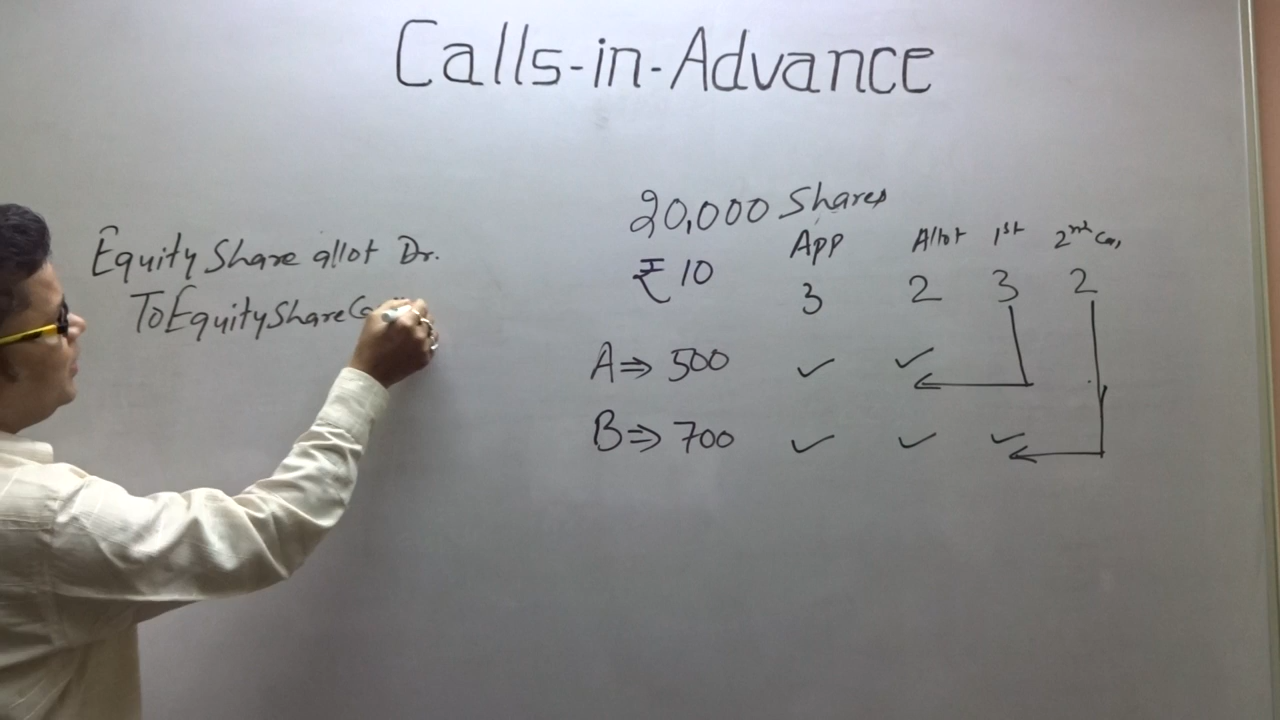 Calls-in-Advance
Equity Share allot Dr.
To Equity Share Ca
20,000 Shares
₹ 10
App Allot 1st 2nd Call
3 2 3 2
A ⇒ 500 ✓ ✓
B ⇒ 700 ✓ ✓ ✓